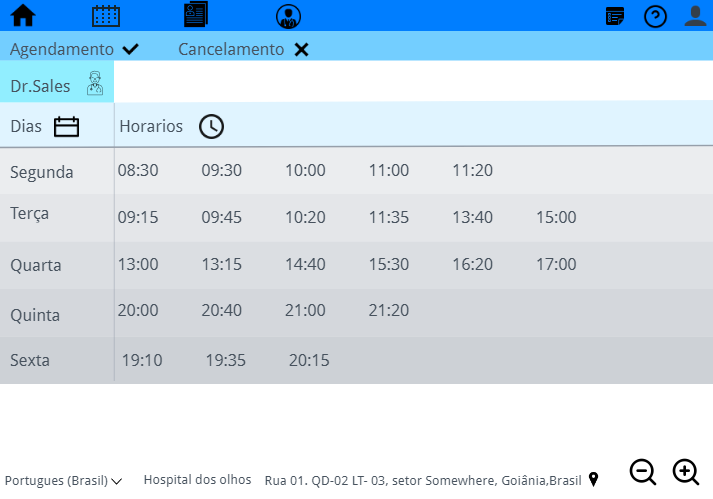 Agendamento Cancelamento
Dr.Sales
Dias Horarios
Segunda 08:30 09:30 10:00 11:00 11:20
Terça 09:15 09:45 10:20 11:35 13:40 15:00
Quarta 13:00 13:15 14:40 15:30 16:20 17:00
Quinta 20:00 20:40 21:00 21:20
Sexta 19:10 19:35 20:15
Portugues (Brasil) Hospital dos olhos Rua 01. QD-02 LT- 03, setor Somewhere, Goiânia,Brasil